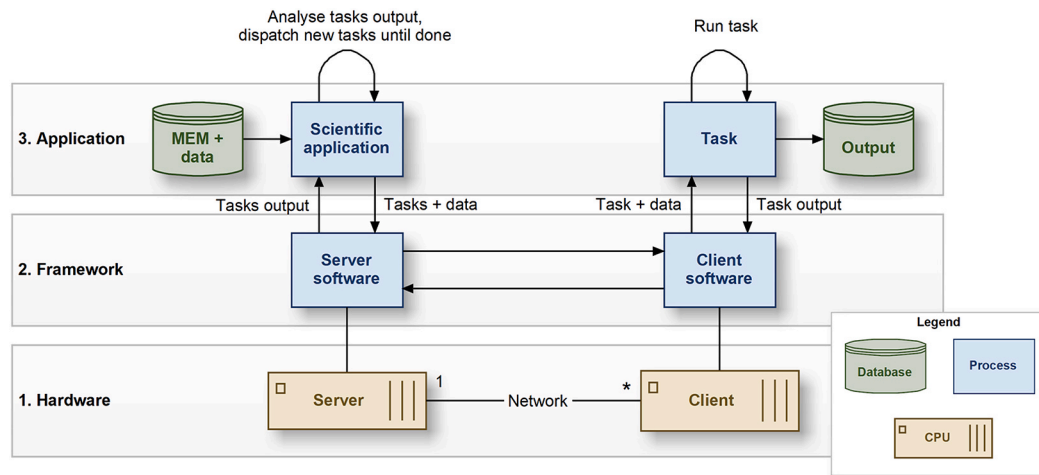 Analyse tasks output,
dispatch new tasks until done
Run task
3. Application
MEM +
data
Scientific
application
Task
Output
Tasks output
Tasks + data
Task + data
Task output
2. Framework
Server
software
Client
software
1. Hardware
Server
1
Network
*
Client
Legend
Database
Process
CPU